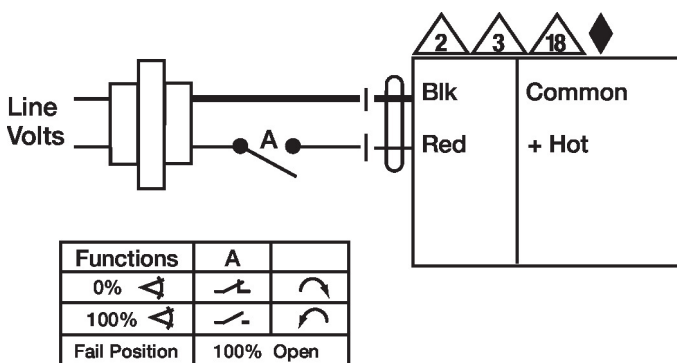 2 3 18
Line
Volts
Blk Common
A
Red + Hot
Functions A
0%
100%
Fail Position 100% Open